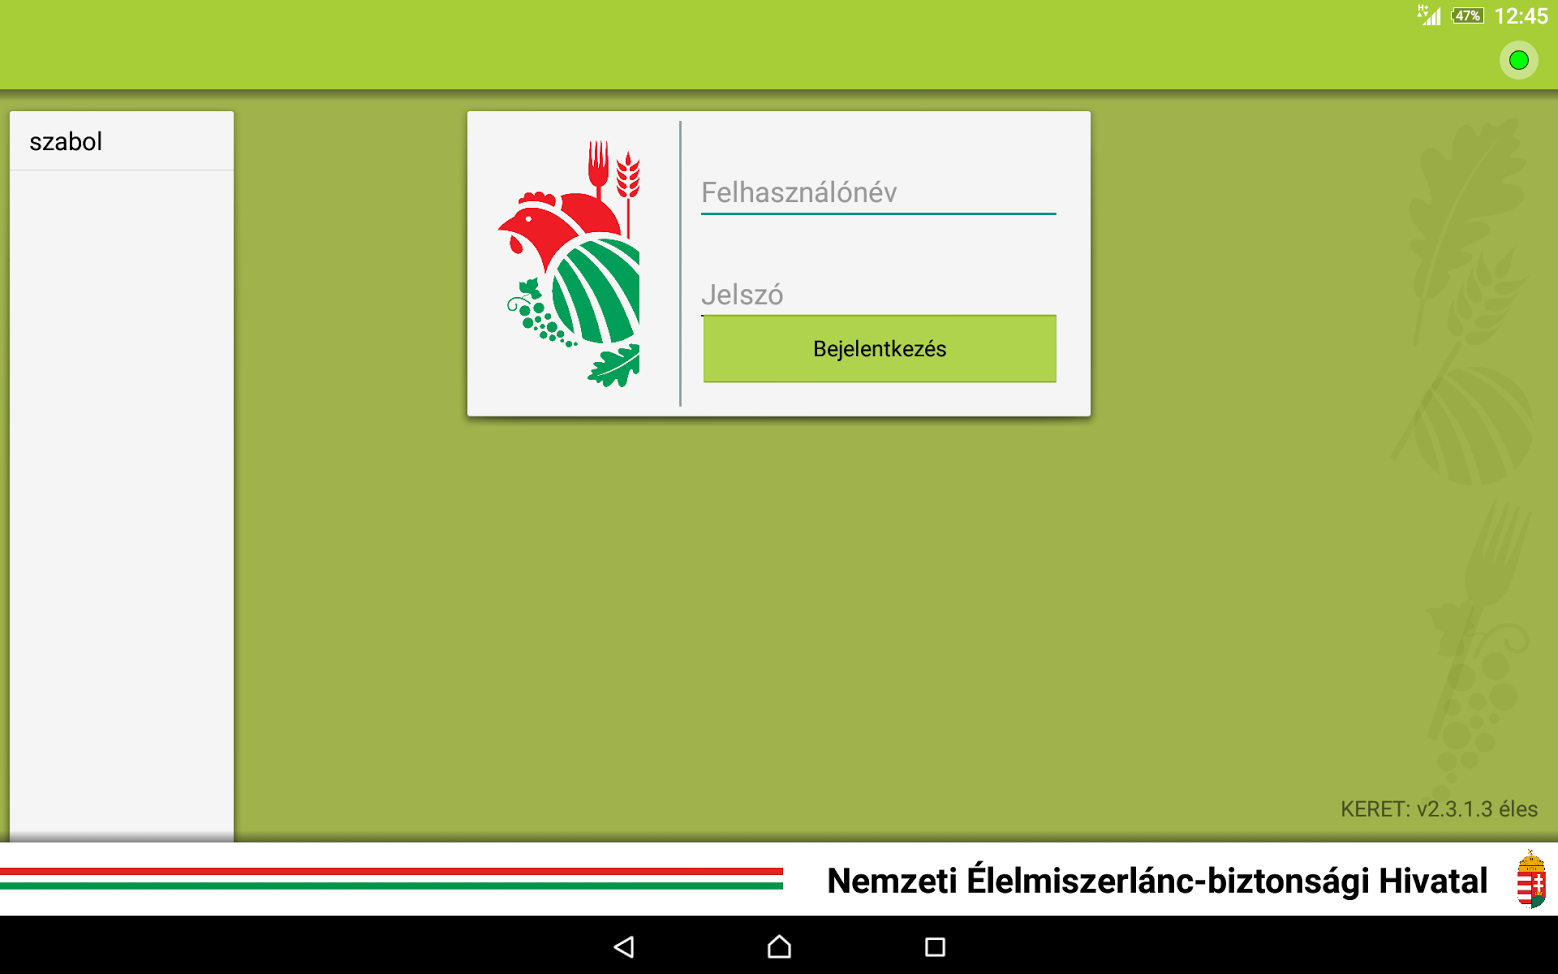 H+
47%
12:45
szabol
Felhasználónév
Jelszó
Bejelentkezés
KERET: v2.3.1.3 éles
Nemzeti Élelmiszerlánc-biztonsági Hivatal